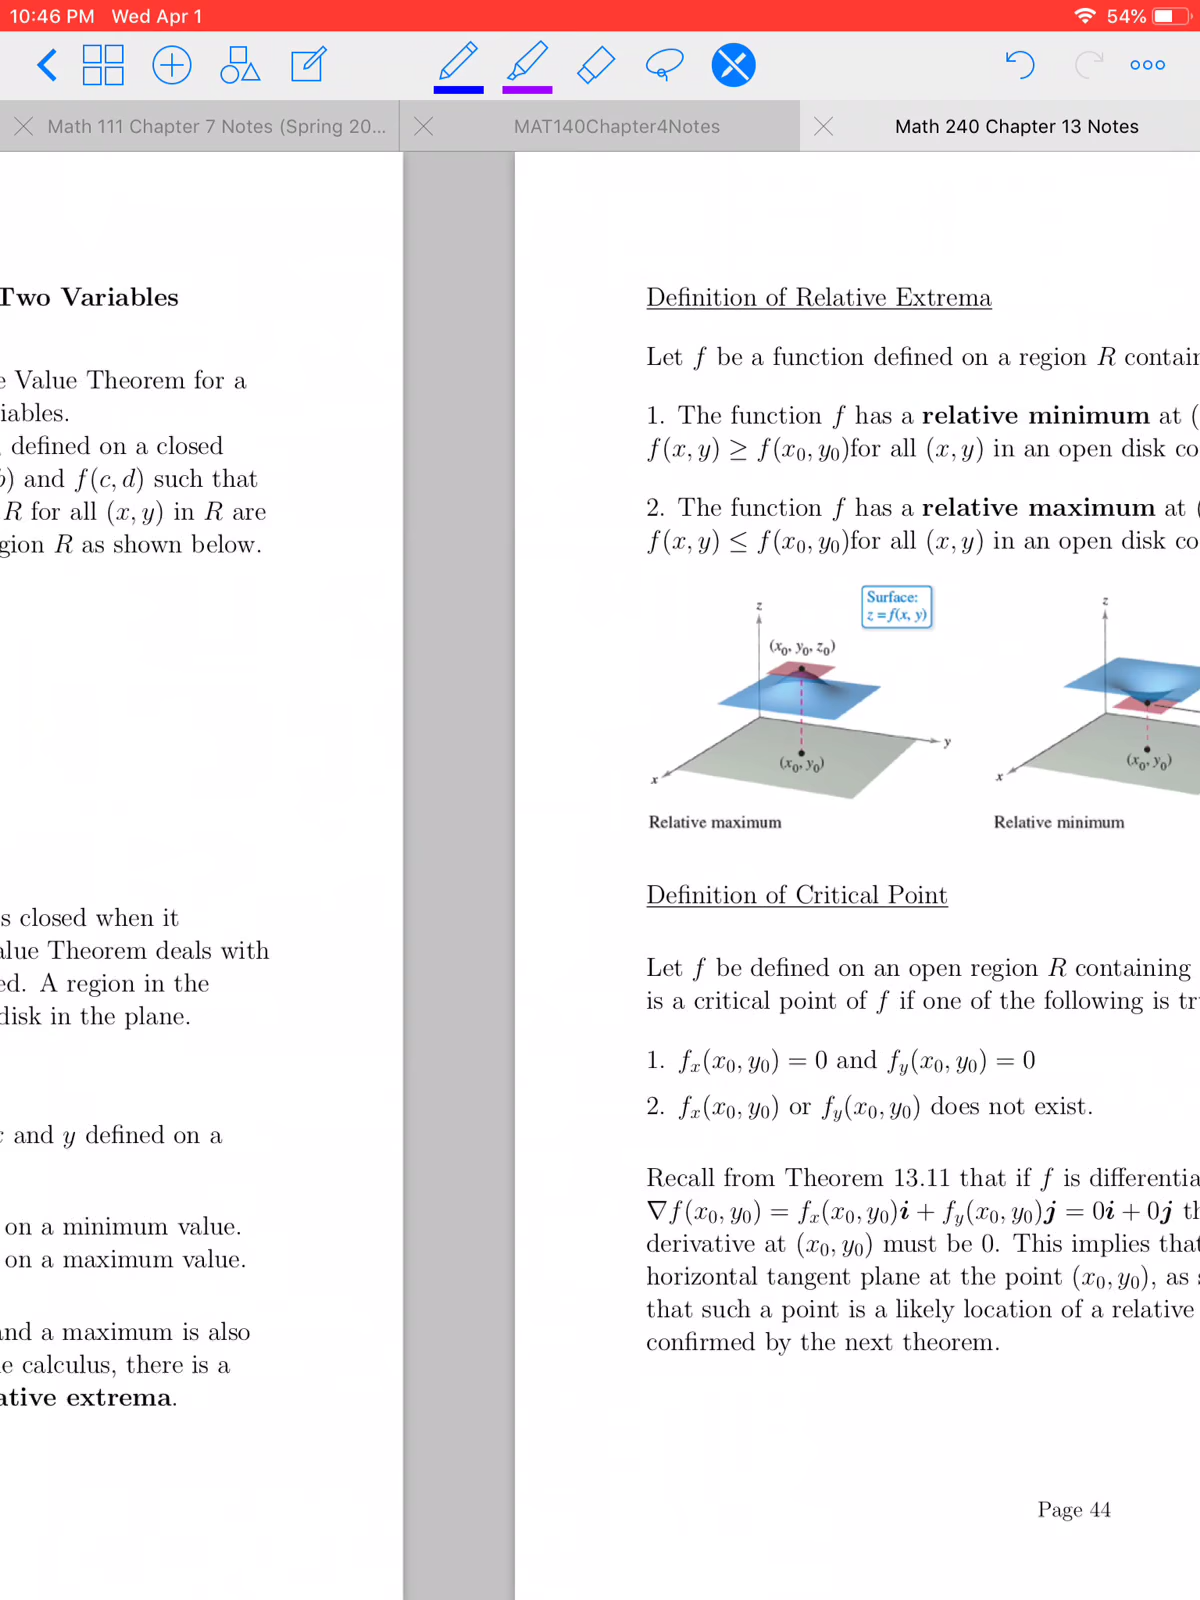 10:46 PM Wed Apr 1
54%
Math 111 Chapter 7 Notes (Spring 20...
MAT140Chapter4Notes
Math 240 Chapter 13 Notes
Two Variables
Value Theorem for a
iables.
defined on a closed
) and f(c, d) such that
R for all (x, y) in R are
gion R as shown below.
s closed when it
alue Theorem deals with
ed. A region in the
disk in the plane.
and y defined on a
on a minimum value.
on a maximum value.
and a maximum is also
e calculus, there is a
ative extrema.
Definition of Relative Extrema
Let f be a function defined on a region R contain
1. The function f has a relative minimum at (
f(x, y) ≥ f(x₀, y₀)for all (x, y) in an open disk co
2. The function f has a relative maximum at (
f(x, y) ≤ f(x₀, y₀)for all (x, y) in an open disk co
Surface:
z = f(x, y)
z
(x₀, y₀, z₀)
(x₀, y₀)
y
x
Relative maximum
z
(x₀, y₀)
x
Relative minimum
Definition of Critical Point
Let f be defined on an open region R containing
is a critical point of f if one of the following is tr
1. fₓ(x₀, y₀) = 0 and f_y(x₀, y₀) = 0
2. fₓ(x₀, y₀) or f_y(x₀, y₀) does not exist.
Recall from Theorem 13.11 that if f is differentia
∇f(x₀, y₀) = fₓ(x₀, y₀)i + f_y(x₀, y₀)j = 0i + 0j th
derivative at (x₀, y₀) must be 0. This implies that
horizontal tangent plane at the point (x₀, y₀), as s
that such a point is a likely location of a relative
confirmed by the next theorem.
Page 44